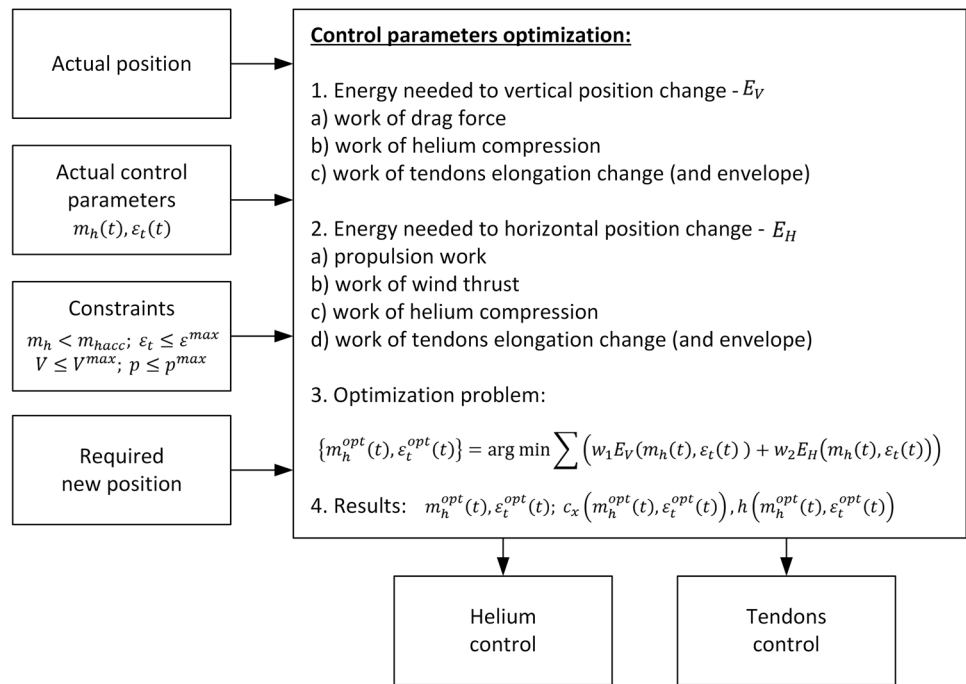 Actual position
Actual control
parameters
m_h(t), ε_t(t)
Constraints
m_h < m_hacc; ε_t ≤ ε^max
V ≤ V^max; p ≤ p^max
Required
new position
Control parameters optimization:
1. Energy needed to vertical position change - E_V
a) work of drag force
b) work of helium compression
c) work of tendons elongation change (and envelope)
2. Energy needed to horizontal position change - E_H
a) propulsion work
b) work of wind thrust
c) work of helium compression
d) work of tendons elongation change (and envelope)
3. Optimization problem:
{m_h^opt(t), ε_t^opt(t)} = arg min ∑(w_1E_V(m_h(t), ε_t(t)) + w_2E_H(m_h(t), ε_t(t)))
4. Results: m_h^opt(t), ε_t^opt(t); c_x(m_h^opt(t), ε_t^opt(t)), h(m_h^opt(t), ε_t^opt(t))
Helium
control
Tendons
control